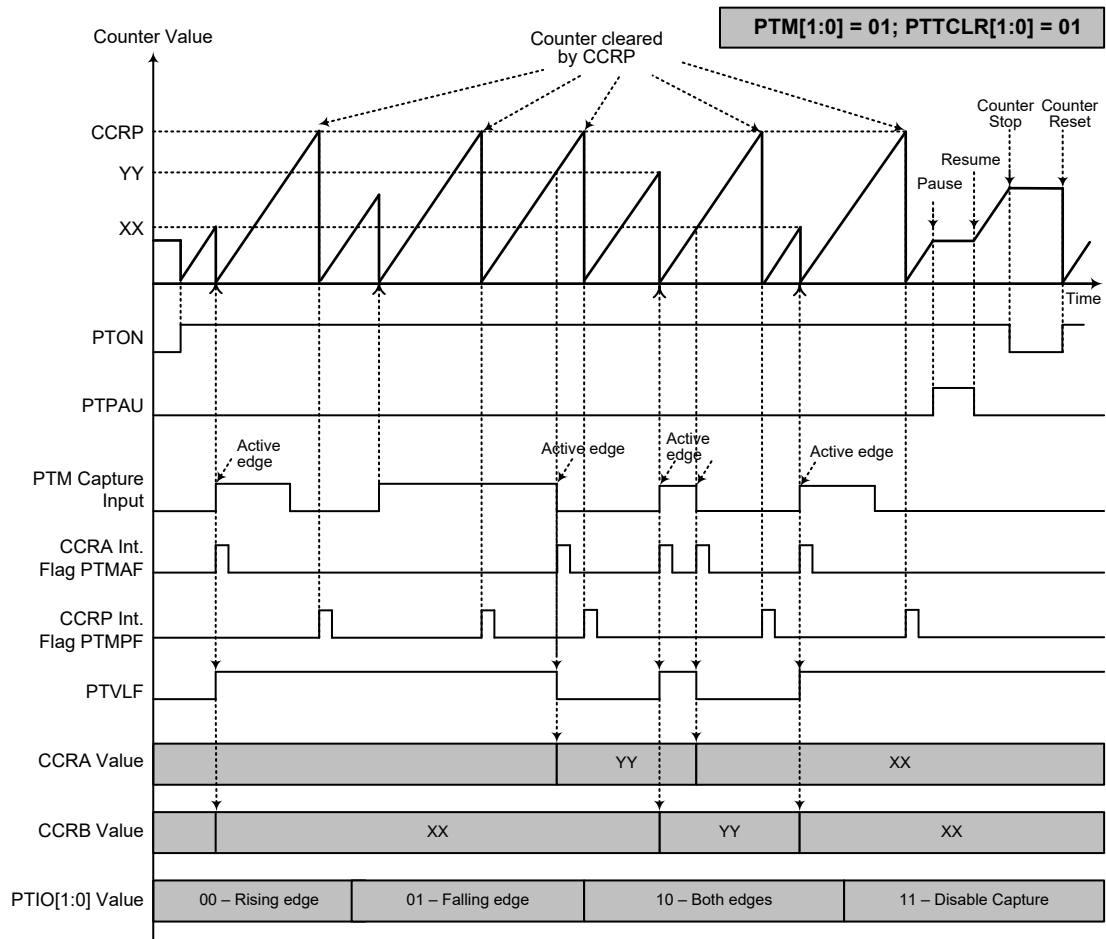 PTM[1:0] = 01; PTTCLR[1:0] = 01
Counter Value
Counter cleared
by CCRP
CCRP
YY
XX
Counter
Stop
Counter
Reset
Resume
Pause
Time
PTON
PTPAU
Active
edge
Active edge
Active
edge
Active edge
PTM Capture
Input
CCRA Int.
Flag PTMAF
CCRP Int.
Flag PTMPF
PTVLF
CCRA Value
YY
XX
CCRB Value
XX
YY
XX
PTIO[1:0] Value
00 – Rising edge
01 – Falling edge
10 – Both edges
11 – Disable Capture